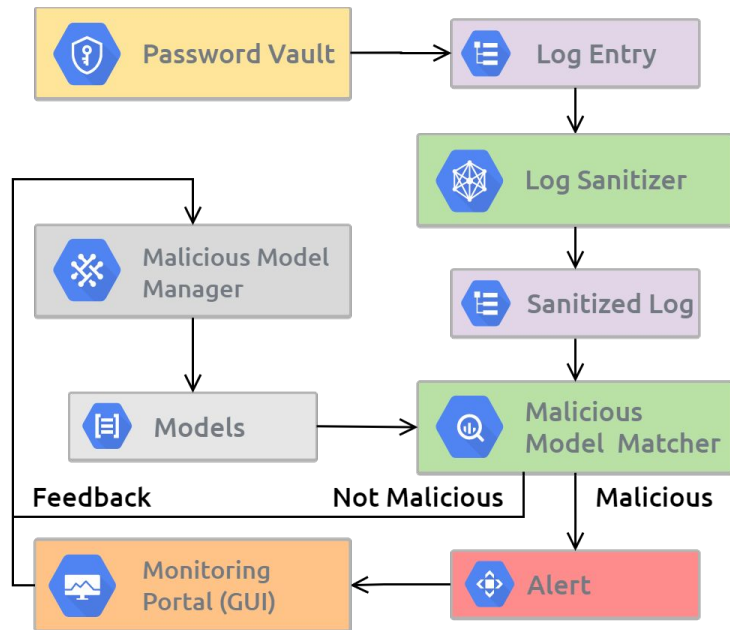 Password Vault
Log Entry
Log Sanitizer
Malicious Model
Manager
Sanitized Log
Models
Malicious
Model Matcher
Feedback
Not Malicious
Malicious
Monitoring
Portal (GUI)
Alert